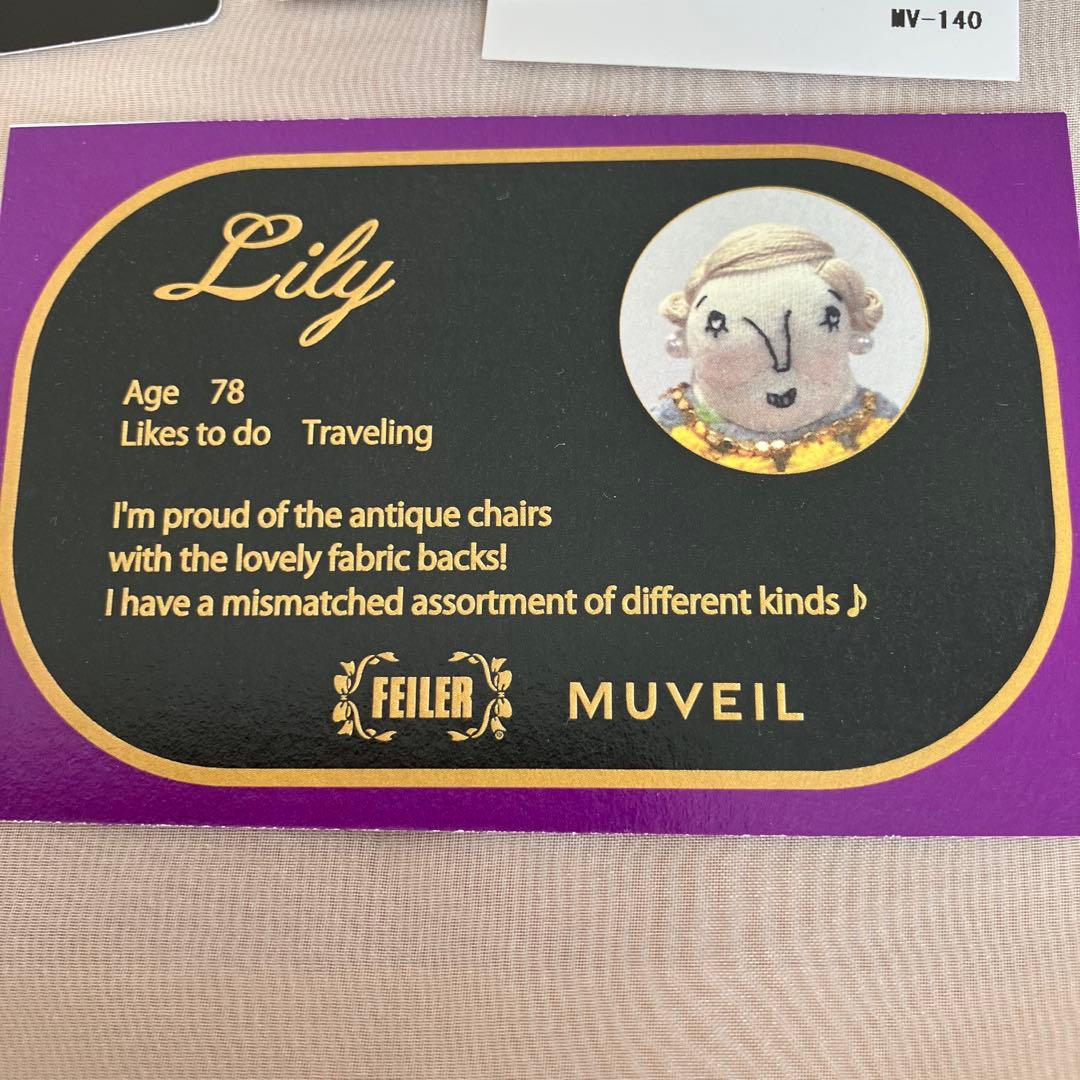 MV-140
Lily
Age 78
Likes to do Traveling
I'm proud of the antique chairs
with the lovely fabric backs!
I have a mismatched assortment of different kinds♪
FEILER®
MUVEIL